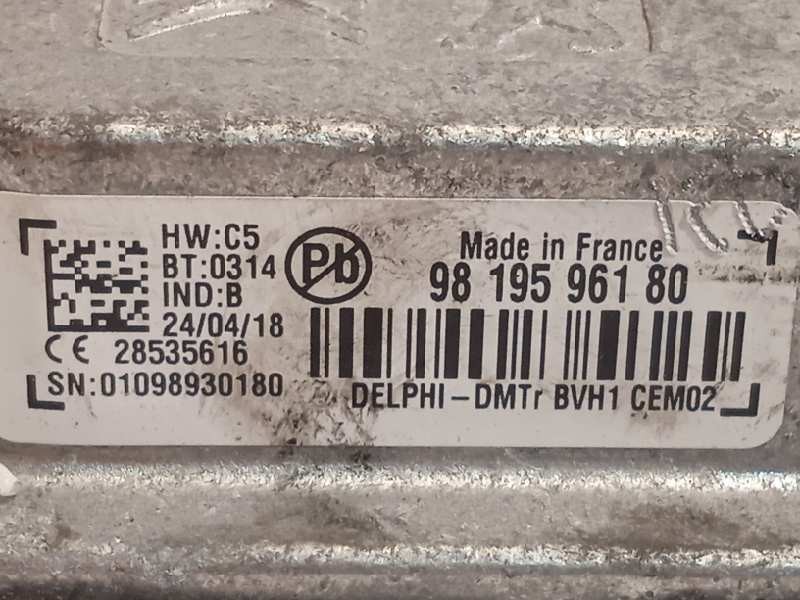 HW:C5
BT:0314
IND:B
24/04/18
CE 28535616
SN:01098930180
Pb
Made in France
98 195 961 80
DELPHI-DMTr BVH1 CEM02